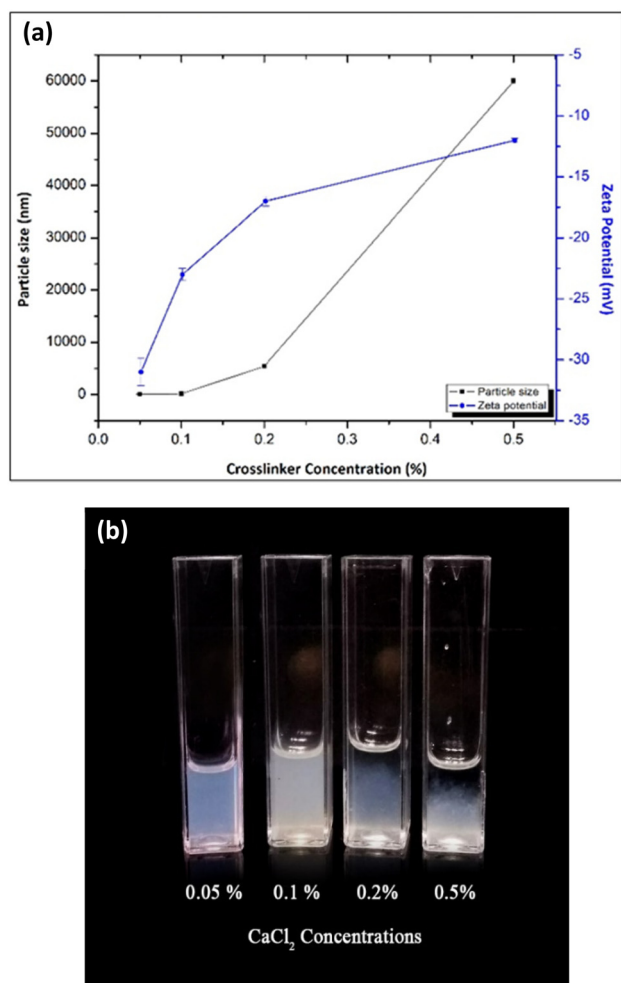 (a)
60000
50000
40000
30000
20000
10000
0
Particle size (nm)
-5
-10
-15
-20
-25
-30
-35
Zeta Potential (mV)
Particle size
Zeta potential
0.0 0.1 0.2 0.3 0.4 0.5
Crosslinker Concentration (%)
(b)
0.05 % 0.1 % 0.2% 0.5%
CaCl₂ Concentrations